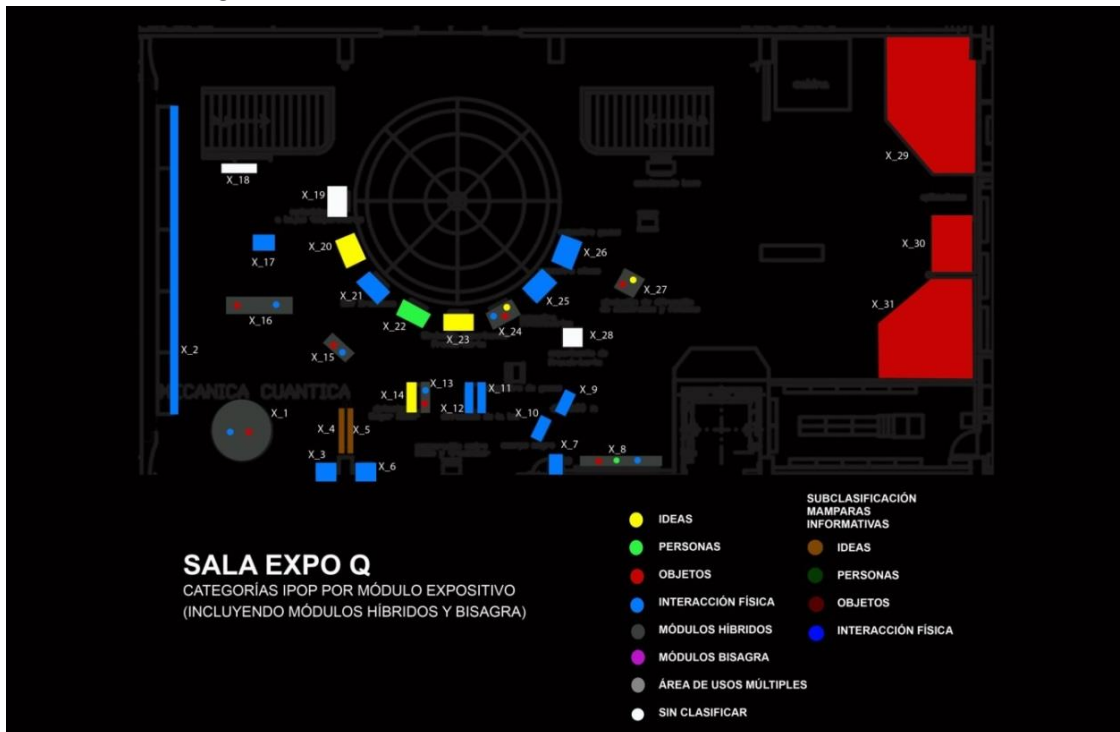 X_29
X_18
X_19
X_30
X_20
X_26
X_17
X_27
X_21
X_25
X_31
X_16
X_22
X_24
X_23
X_28
X_2
X_15
MECANICA CUANTICA
X_13
X_11
X_9
X_14
X_12
X_1
X_10
X_4
X_5
X_7
X_8
X_3
X_6
SALA EXPO Q
CATEGORÍAS IPOP POR MÓDULO EXPOSITIVO
(INCLUYENDO MÓDULOS HÍBRIDOS Y BISAGRA)
IDEAS
PERSONAS
OBJETOS
INTERACCIÓN FÍSICA
MÓDULOS HÍBRIDOS
MÓDULOS BISAGRA
ÁREA DE USOS MÚLTIPLES
SIN CLASIFICAR
SUBCLASIFICACIÓN
MAMPARAS
INFORMATIVAS
IDEAS
PERSONAS
OBJETOS
INTERACCIÓN FÍSICA